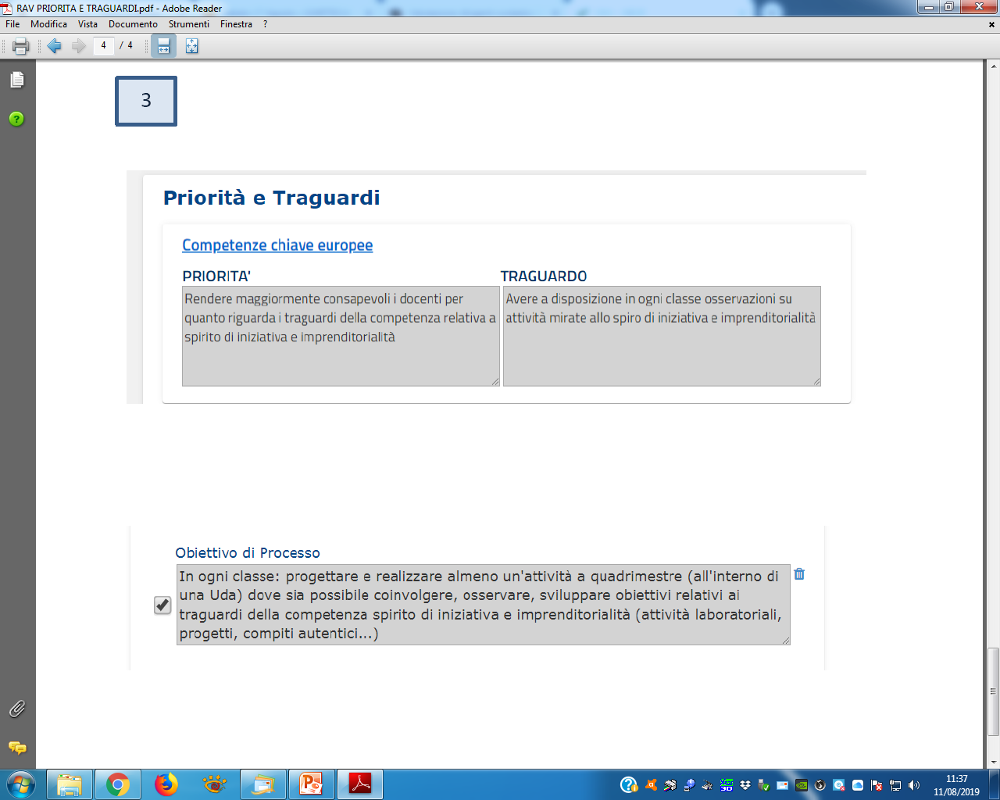 RAV PRIORITA E TRAGUARDI.pdf - Adobe Reader
File Modifica Vista Documento Strumenti Finestra ?
4 / 4
3
Priorità e Traguardi
Competenze chiave europee
PRIORITA' TRAGUARDO
Rendere maggiormente consapevoli i docenti per
quanto riguarda i traguardi della competenza relativa a
spirito di iniziativa e imprenditorialità
Avere a disposizione in ogni classe osservazioni su
attività mirate allo spiro di iniziativa e imprenditorialità
Obiettivo di Processo
In ogni classe: progettare e realizzare almeno un'attività a quadrimestre (all'interno di
una Uda) dove sia possibile coinvolgere, osservare, sviluppare obiettivi relativi ai
traguardi della competenza spirito di iniziativa e imprenditorialità (attività laboratoriali,
progetti, compiti autentici...)
11:37
11/08/2019